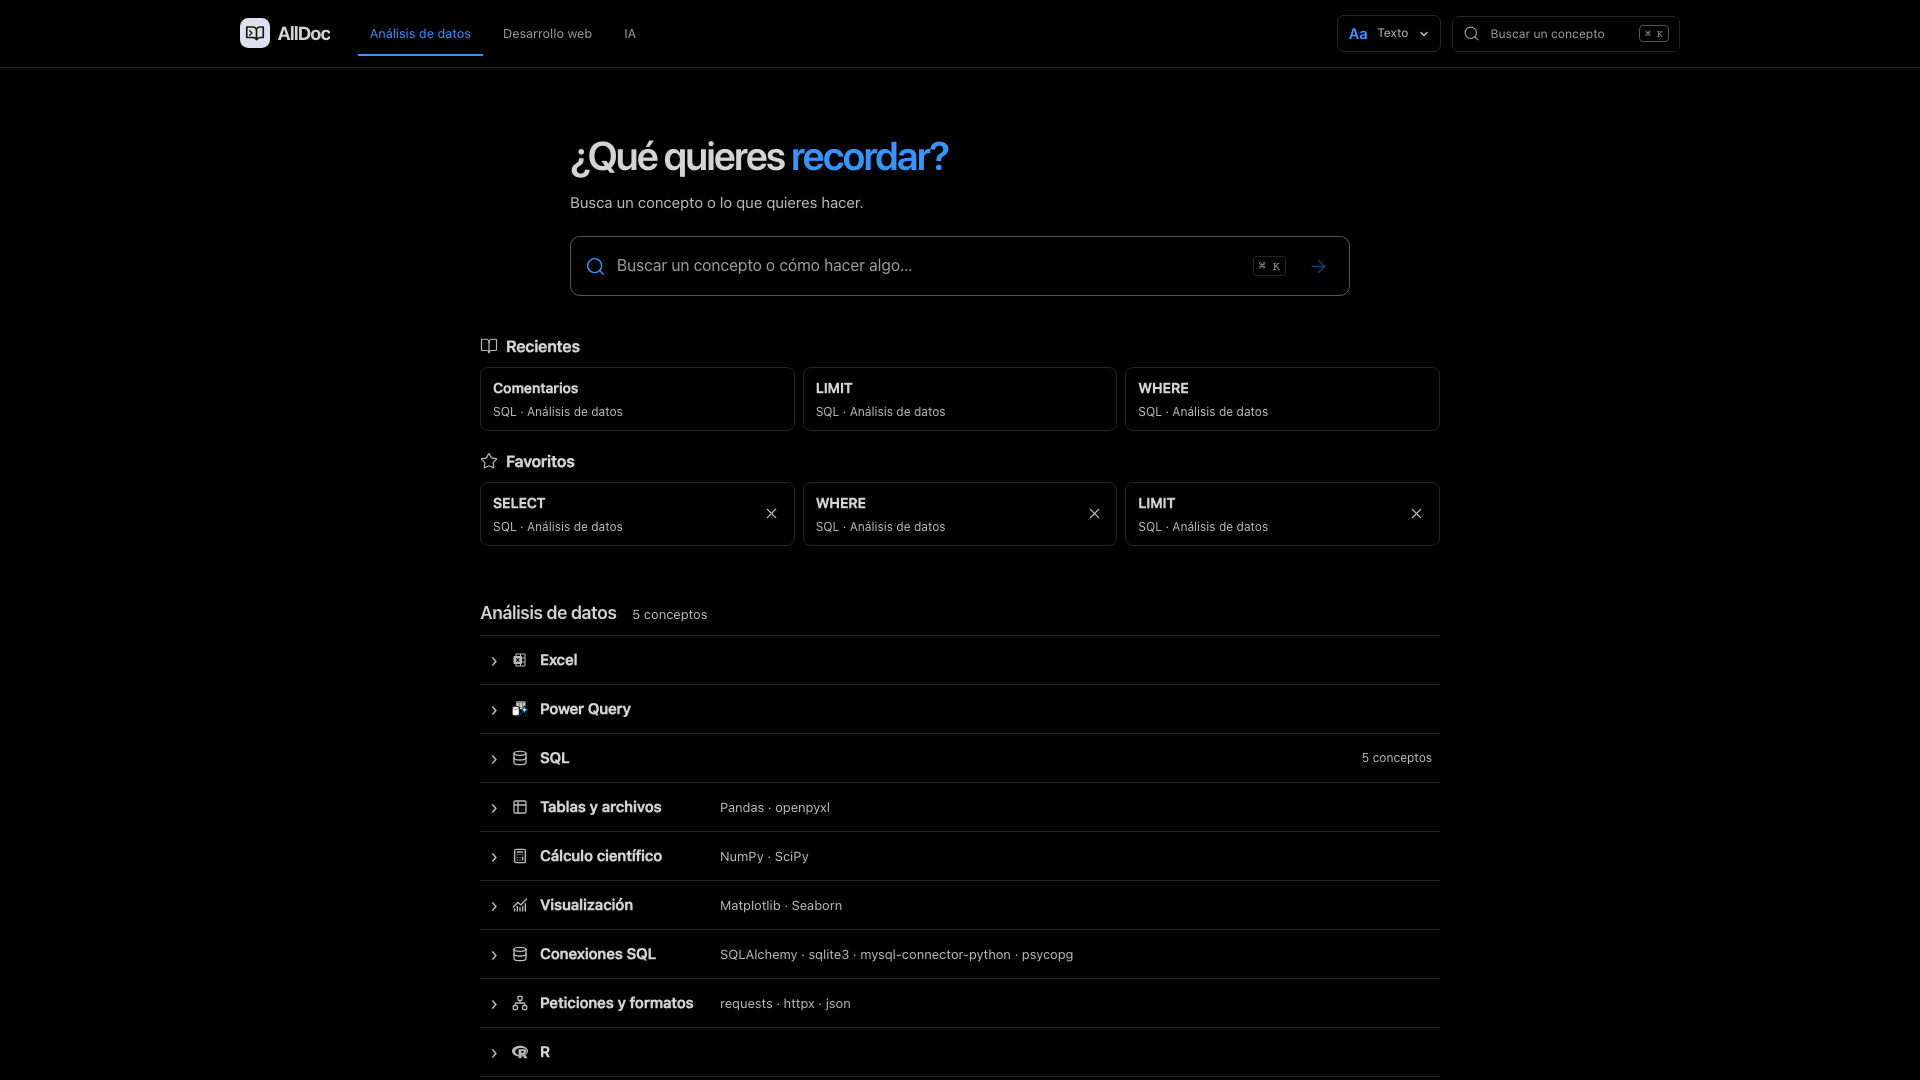 AllDoc
Análisis de datos
Desarrollo web
IA
Aa Texto
Buscar un concepto
⌘ K
¿Qué quieres recordar?
Busca un concepto o lo que quieres hacer.
Buscar un concepto o cómo hacer algo...
⌘ K
Recientes
Comentarios
SQL · Análisis de datos
LIMIT
SQL · Análisis de datos
WHERE
SQL · Análisis de datos
Favoritos
SELECT
SQL · Análisis de datos
WHERE
SQL · Análisis de datos
LIMIT
SQL · Análisis de datos
Análisis de datos 5 conceptos
Excel
Power Query
SQL 5 conceptos
Tablas y archivos Pandas · openpyxl
Cálculo científico NumPy · SciPy
Visualización Matplotlib · Seaborn
Conexiones SQL SQLAlchemy · sqlite3 · mysql-connector-python · psycopg
Peticiones y formatos requests · httpx · json
R